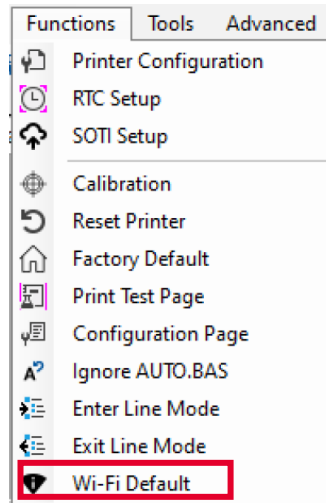 Functions Tools Advanced
Printer Configuration
RTC Setup
SOTI Setup
Calibration
Reset Printer
Factory Default
Print Test Page
Configuration Page
Ignore AUTO.BAS
Enter Line Mode
Exit Line Mode
Wi-Fi Default